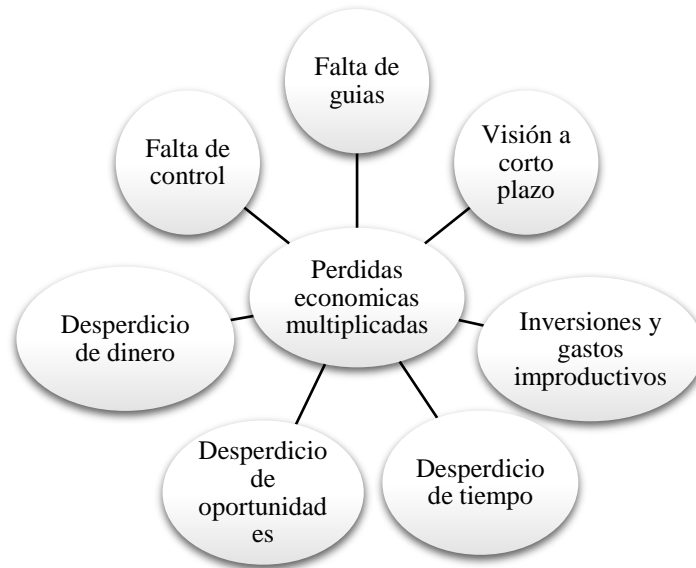 Falta de
guias
Falta de
control
Visión a
corto
plazo
Perdidas
economicas
multiplicadas
Desperdicio
de dinero
Inversiones y
gastos
improductivos
Desperdicio
de
oportunidad
es
Desperdicio
de tiempo